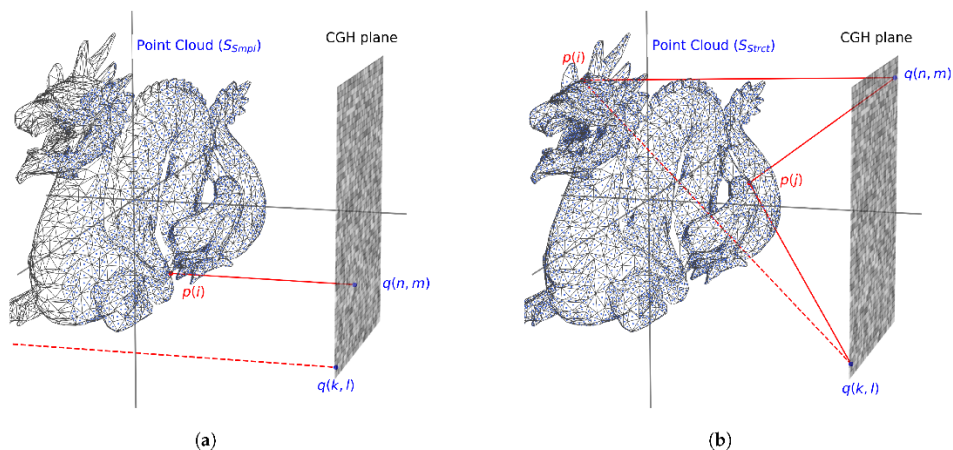 Point Cloud (S_Smpl)
CGH plane
p(i)
q(n, m)
q(k, l)
(a)
Point Cloud (S_Strct)
CGH plane
p(i)
q(n, m)
p(j)
q(k, l)
(b)